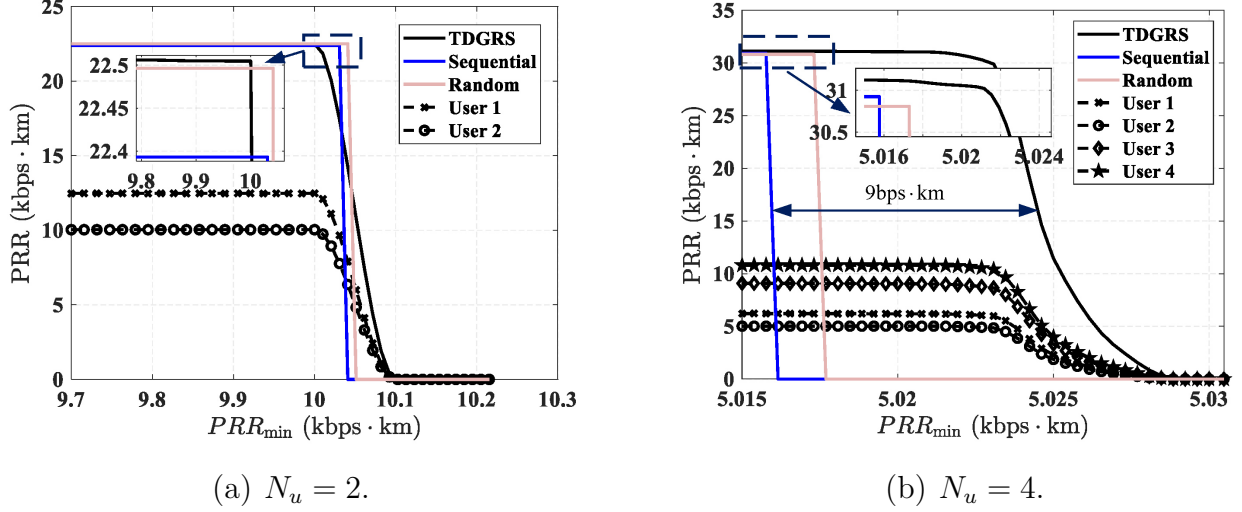 PRR (kbps · km)
25
20
15
10
5
0
TDGRS
Sequential
Random
User 1
User 2
22.5
22.45
22.4
9.8
9.9
10
9.7
9.8
9.9
10
10.1
10.2
10.3
PRR_min (kbps · km)
(a) N_u = 2.
PRR (kbps · km)
35
30
25
20
15
10
5
0
TDGRS
Sequential
Random
User 1
User 2
User 3
User 4
31
30.5
5.016
5.02
5.024
9bps · km
5.015
5.02
5.025
5.03
PRR_min (kbps · km)
(b) N_u = 4.